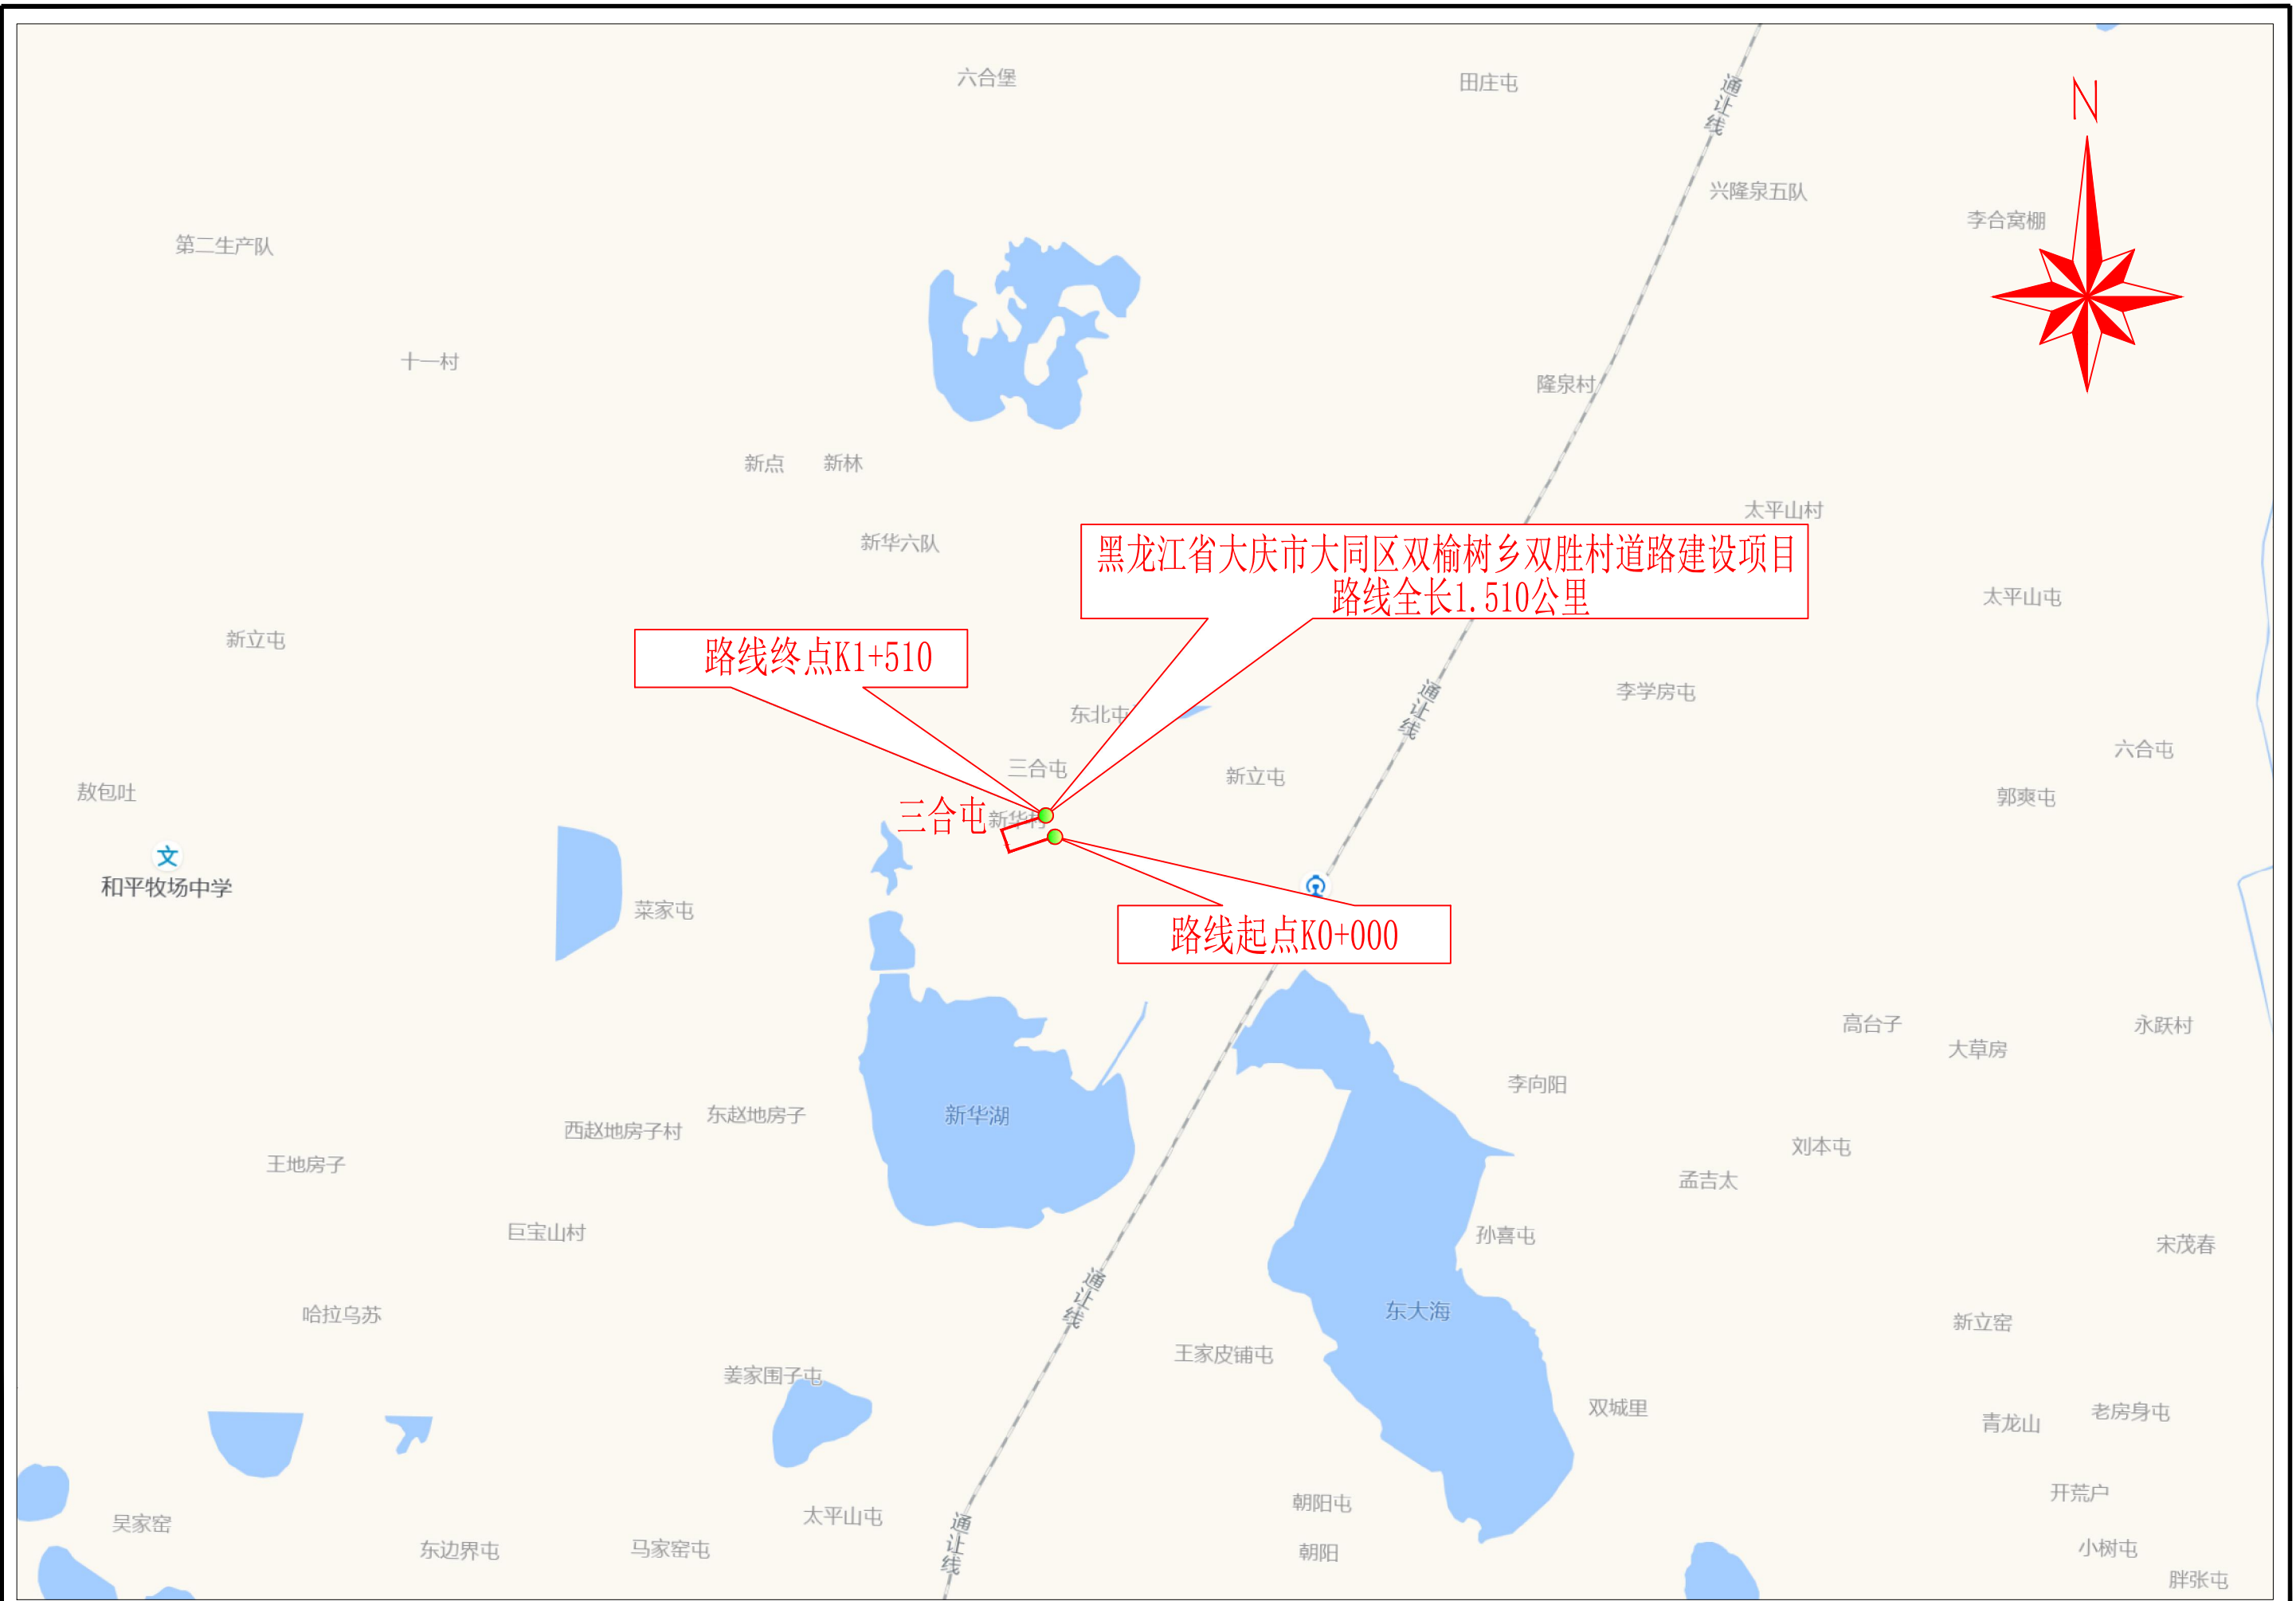 六合堡
田庄屯
N
通让线
兴隆泉五队
李合窝棚
第二生产队
十一村
隆泉村
新点
新林
太平山村
新华六队
黑龙江省大庆市大同区双榆树乡双胜村道路建设项目
路线全长1.510公里
太平山屯
新立屯
路线终点K1+510
李学房屯
通让线
东北屯
六合屯
三合屯
新立屯
敖包吐
郭爽屯
三合屯
新华村
文
和平牧场中学
菜家屯
路线起点K0+000
高台子
永跃村
大草房
李向阳
东赵地房子
新华湖
西赵地房子村
刘本屯
王地房子
孟吉太
巨宝山村
孙喜屯
宋茂春
通让线
哈拉乌苏
东大海
新立窑
王家皮铺屯
姜家围子屯
双城里
老房身屯
青龙山
开荒户
朝阳屯
太平山屯
吴家窑
通让线
东边界屯
马家窑屯
朝阳
小树屯
胖张屯